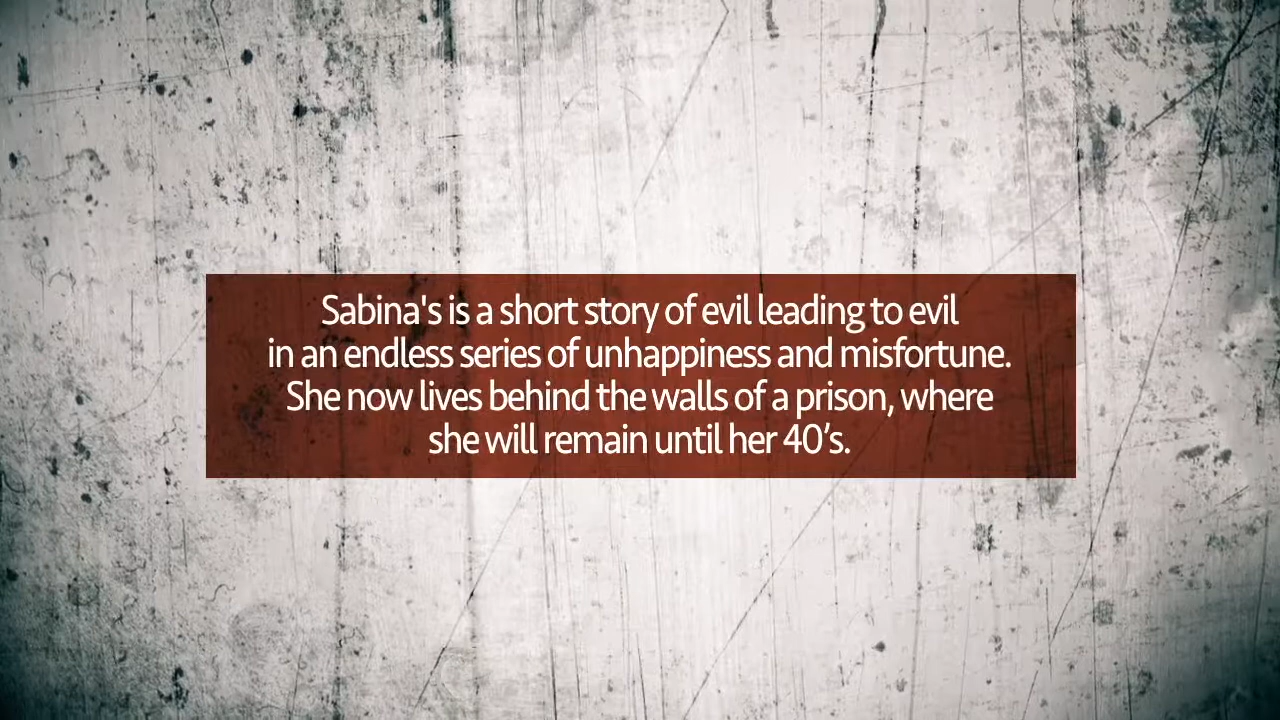 Sabina's is a short story of evil leading to evil
in an endless series of unhappiness and misfortune.
She now lives behind the walls of a prison, where
she will remain until her 40’s.